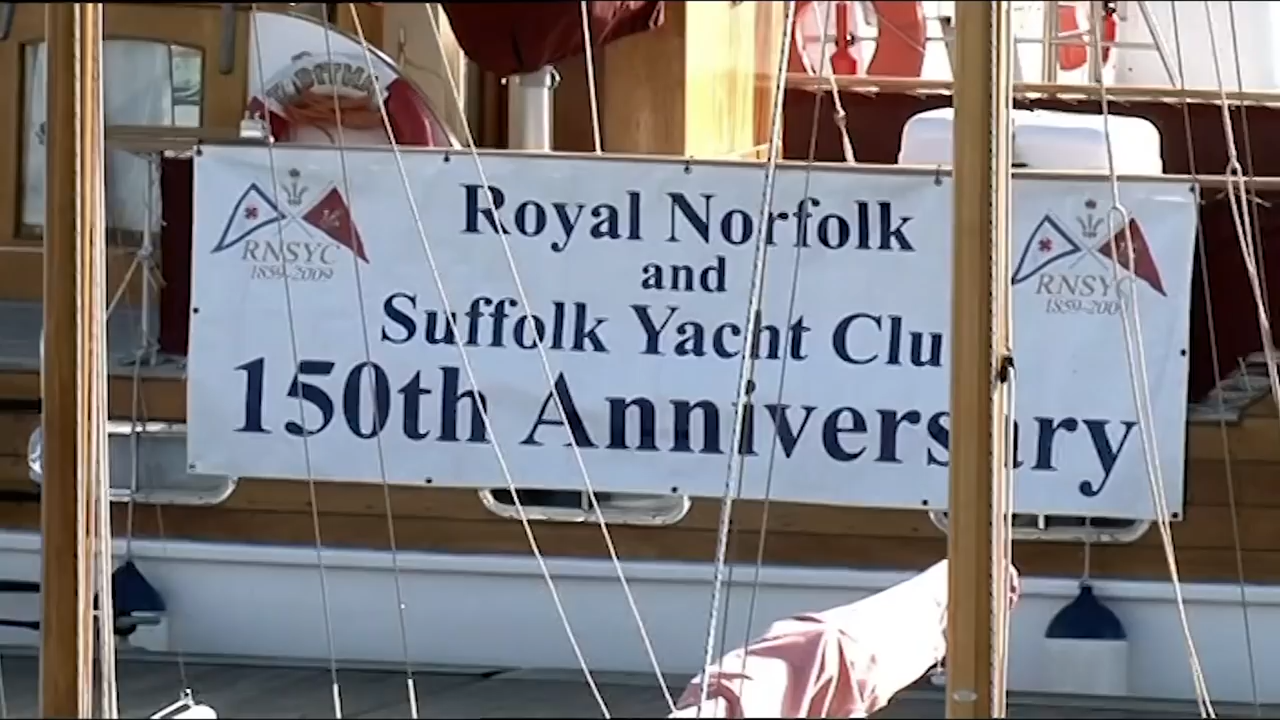 Royal Norfolk
and
Suffolk Yacht Clu
150th Anniversary
RNSYC
1859-2009
RNSYC
1859-2009